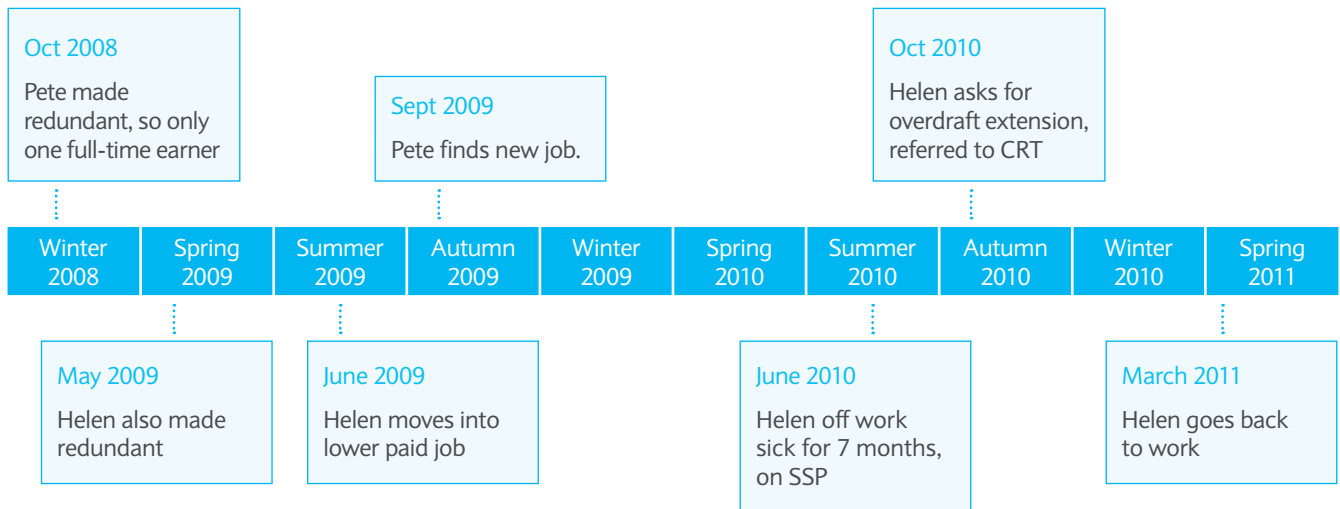 Oct 2008
Pete made
redundant, so only
one full-time earner
Sept 2009
Pete finds new job.
Oct 2010
Helen asks for
overdraft extension,
referred to CRT
Winter
2008
Spring
2009
Summer
2009
Autumn
2009
Winter
2009
Spring
2010
Summer
2010
Autumn
2010
Winter
2010
Spring
2011
May 2009
Helen also made
redundant
June 2009
Helen moves into
lower paid job
June 2010
Helen off work
sick for 7 months,
on SSP
March 2011
Helen goes back
to work